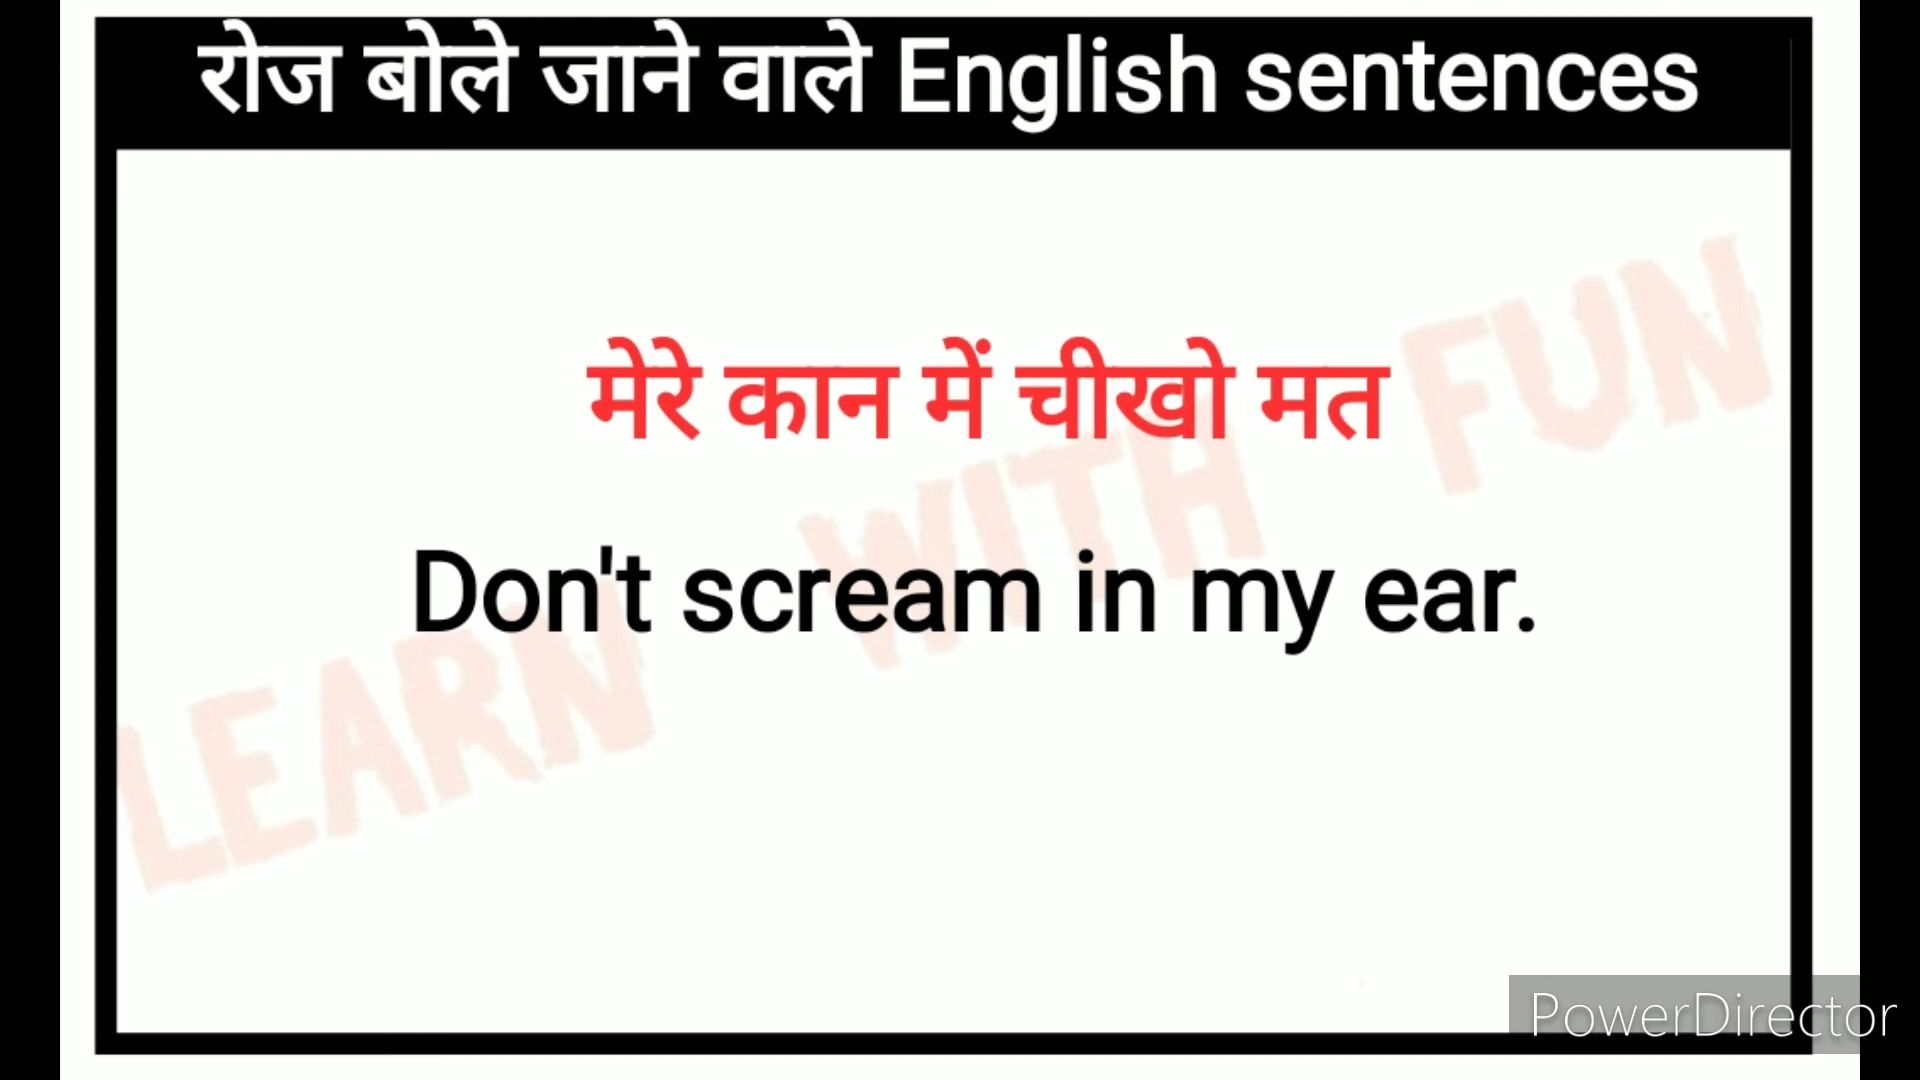 रोज बोले जाने वाले English sentences
मेरे कान में चीखो मत
Don't scream in my ear.
LEARN WITH FUN
PowerDirector